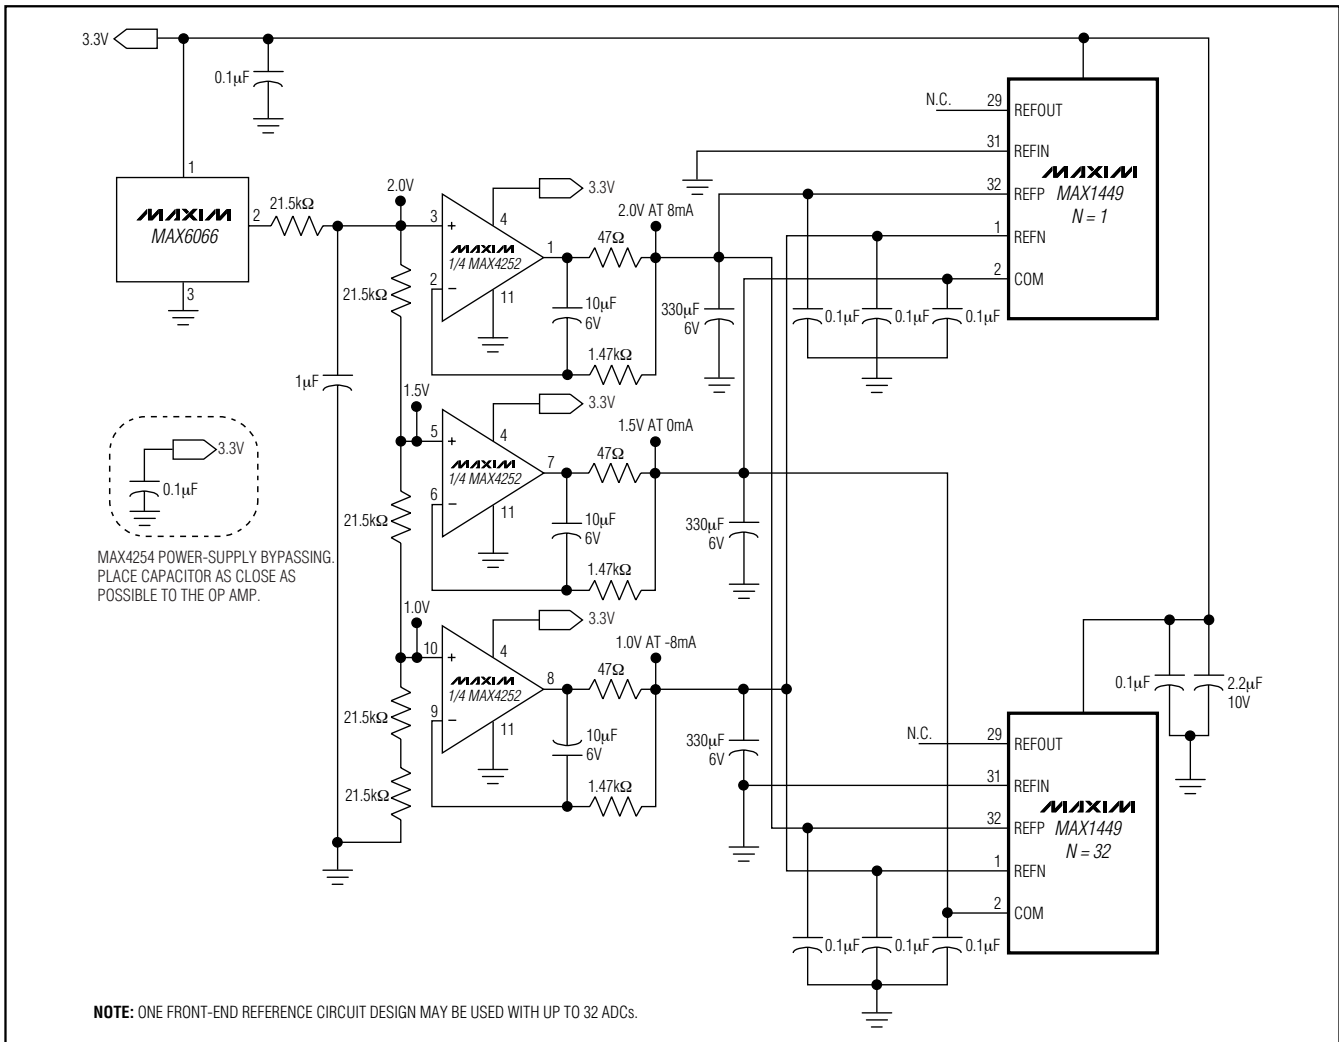 3.3V
0.1µF
1
MAXIM
MAX6066
2
3
21.5kΩ
2.0V
21.5kΩ
1µF
3
+
2
−
4
3.3V
MAXIM
1/4 MAX4252
11
1
47Ω
2.0V AT 8mA
10µF
6V
1.47kΩ
330µF
6V
N.C.
29
REFOUT
31
REFIN
32
REFP
1
REFN
2
COM
MAXIM
MAX1449
N = 1
0.1µF
0.1µF
0.1µF
1.5V
5
+
6
−
4
3.3V
MAXIM
1/4 MAX4252
11
7
47Ω
1.5V AT 0mA
10µF
6V
1.47kΩ
330µF
6V
21.5kΩ
3.3V
0.1µF
MAX4254 POWER-SUPPLY BYPASSING.
PLACE CAPACITOR AS CLOSE AS
POSSIBLE TO THE OP AMP.
1.0V
10
+
9
−
4
3.3V
MAXIM
1/4 MAX4252
11
8
47Ω
1.0V AT -8mA
10µF
6V
1.47kΩ
330µF
6V
21.5kΩ
21.5kΩ
0.1µF
2.2µF
10V
N.C.
29
REFOUT
31
REFIN
32
REFP
1
REFN
2
COM
MAXIM
MAX1449
N = 32
0.1µF
0.1µF
0.1µF
NOTE: ONE FRONT-END REFERENCE CIRCUIT DESIGN MAY BE USED WITH UP TO 32 ADCs.